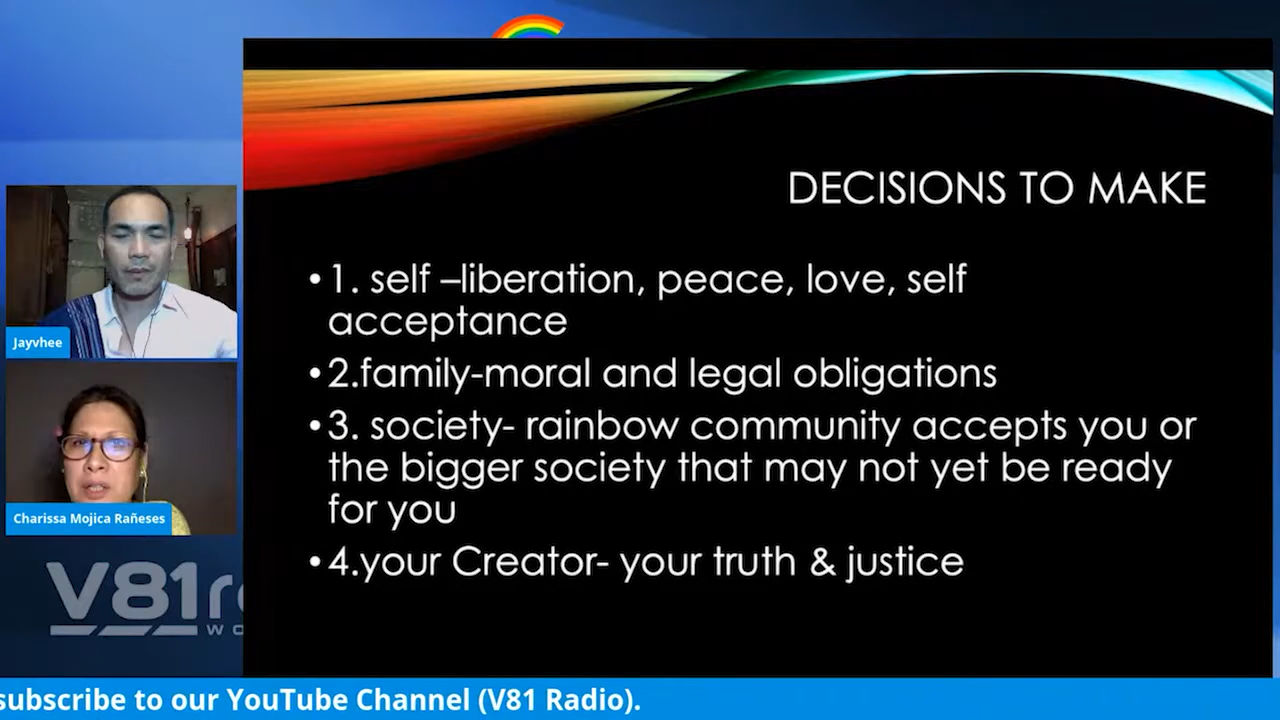 DECISIONS TO MAKE
•1. self –liberation, peace, love, self
acceptance
•2.family-moral and legal obligations
•3. society- rainbow community accepts you or
the bigger society that may not yet be ready
for you
•4.your Creator- your truth & justice
Jayvhee
Charissa Mojica Rañeses
V81
subscribe to our YouTube Channel (V81 Radio).